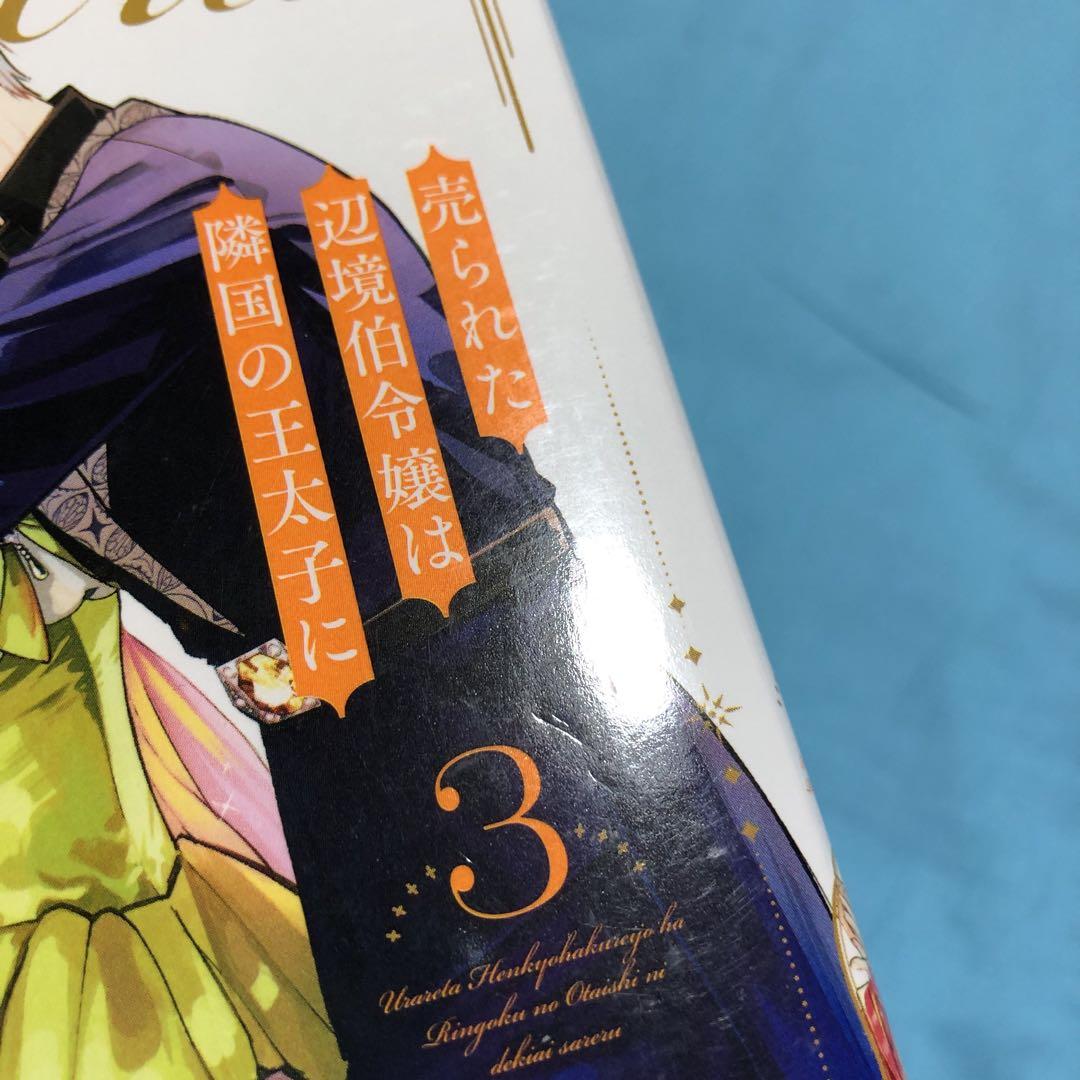 売られた
辺境伯令嬢は
隣国の王太子に
3
Urareta Henkyohakureijo ha
Ringoku no Otaishi ni
dekiai sareru